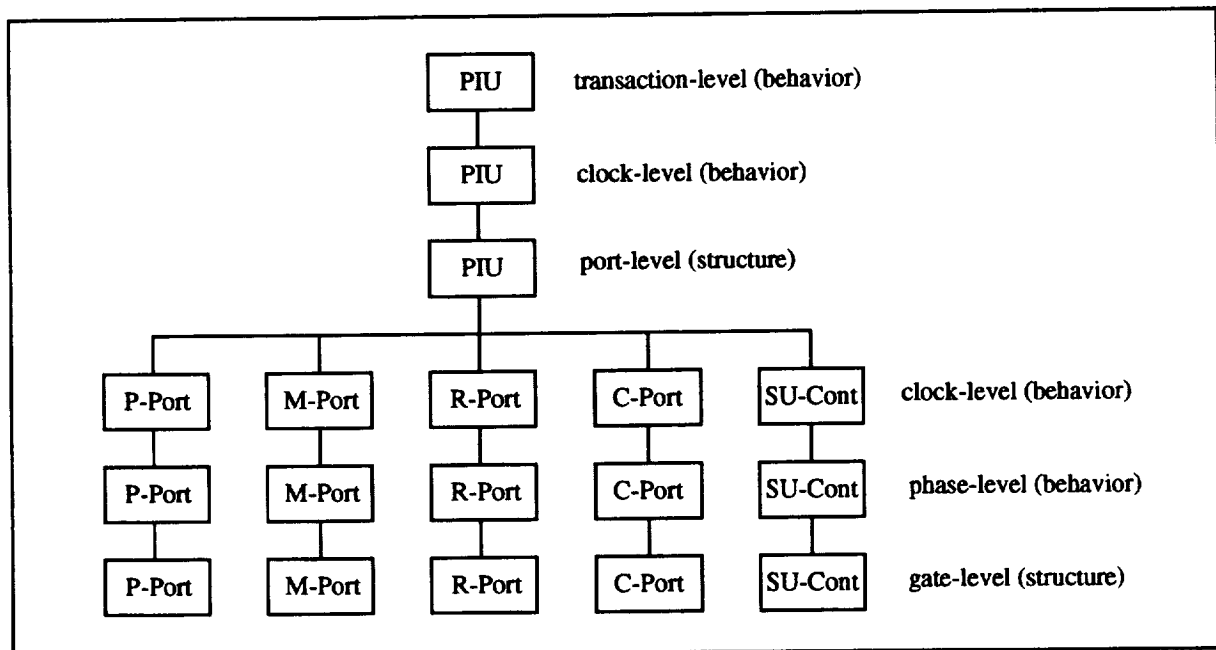 PIU transaction-level (behavior)
PIU clock-level (behavior)
PIU port-level (structure)
P-Port M-Port R-Port C-Port SU-Cont clock-level (behavior)
P-Port M-Port R-Port C-Port SU-Cont phase-level (behavior)
P-Port M-Port R-Port C-Port SU-Cont gate-level (structure)